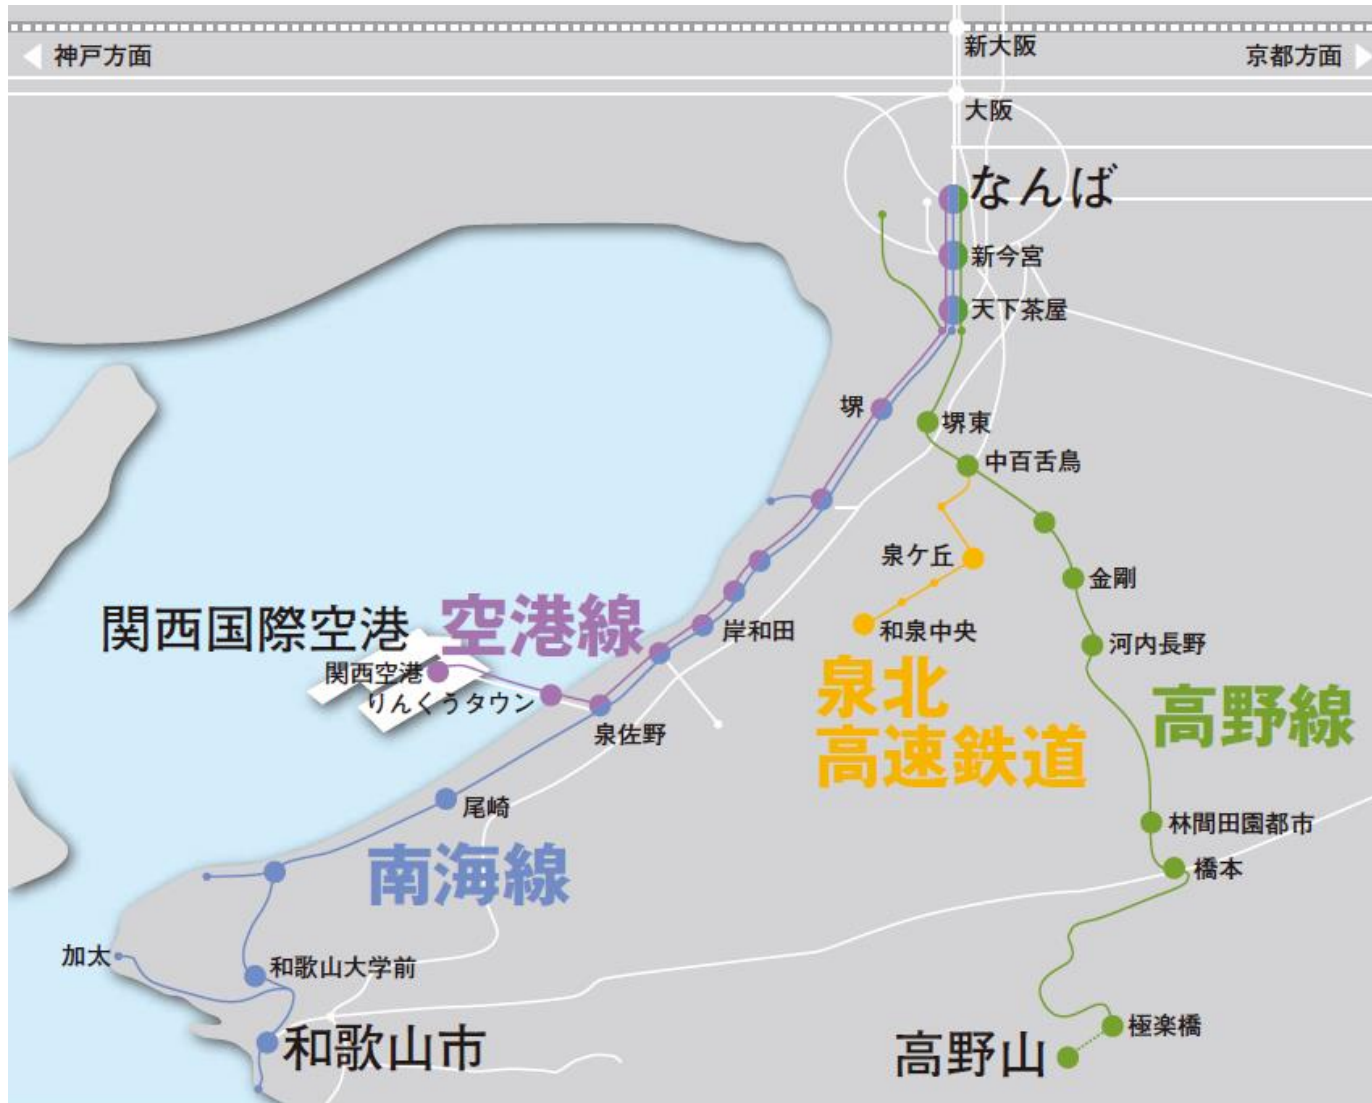 新大阪
神戸方面
京都方面
大阪
なんば
新今宮
天下茶屋
堺
堺東
中百舌鳥
泉ケ丘
金剛
関西国際空港
空港線
岸和田
和泉中央
河内長野
関西空港
りんくうタウン
泉佐野
泉北
高速鉄道
高野線
尾崎
林間田園都市
南海線
橋本
加太
和歌山大学前
極楽橋
和歌山市
高野山